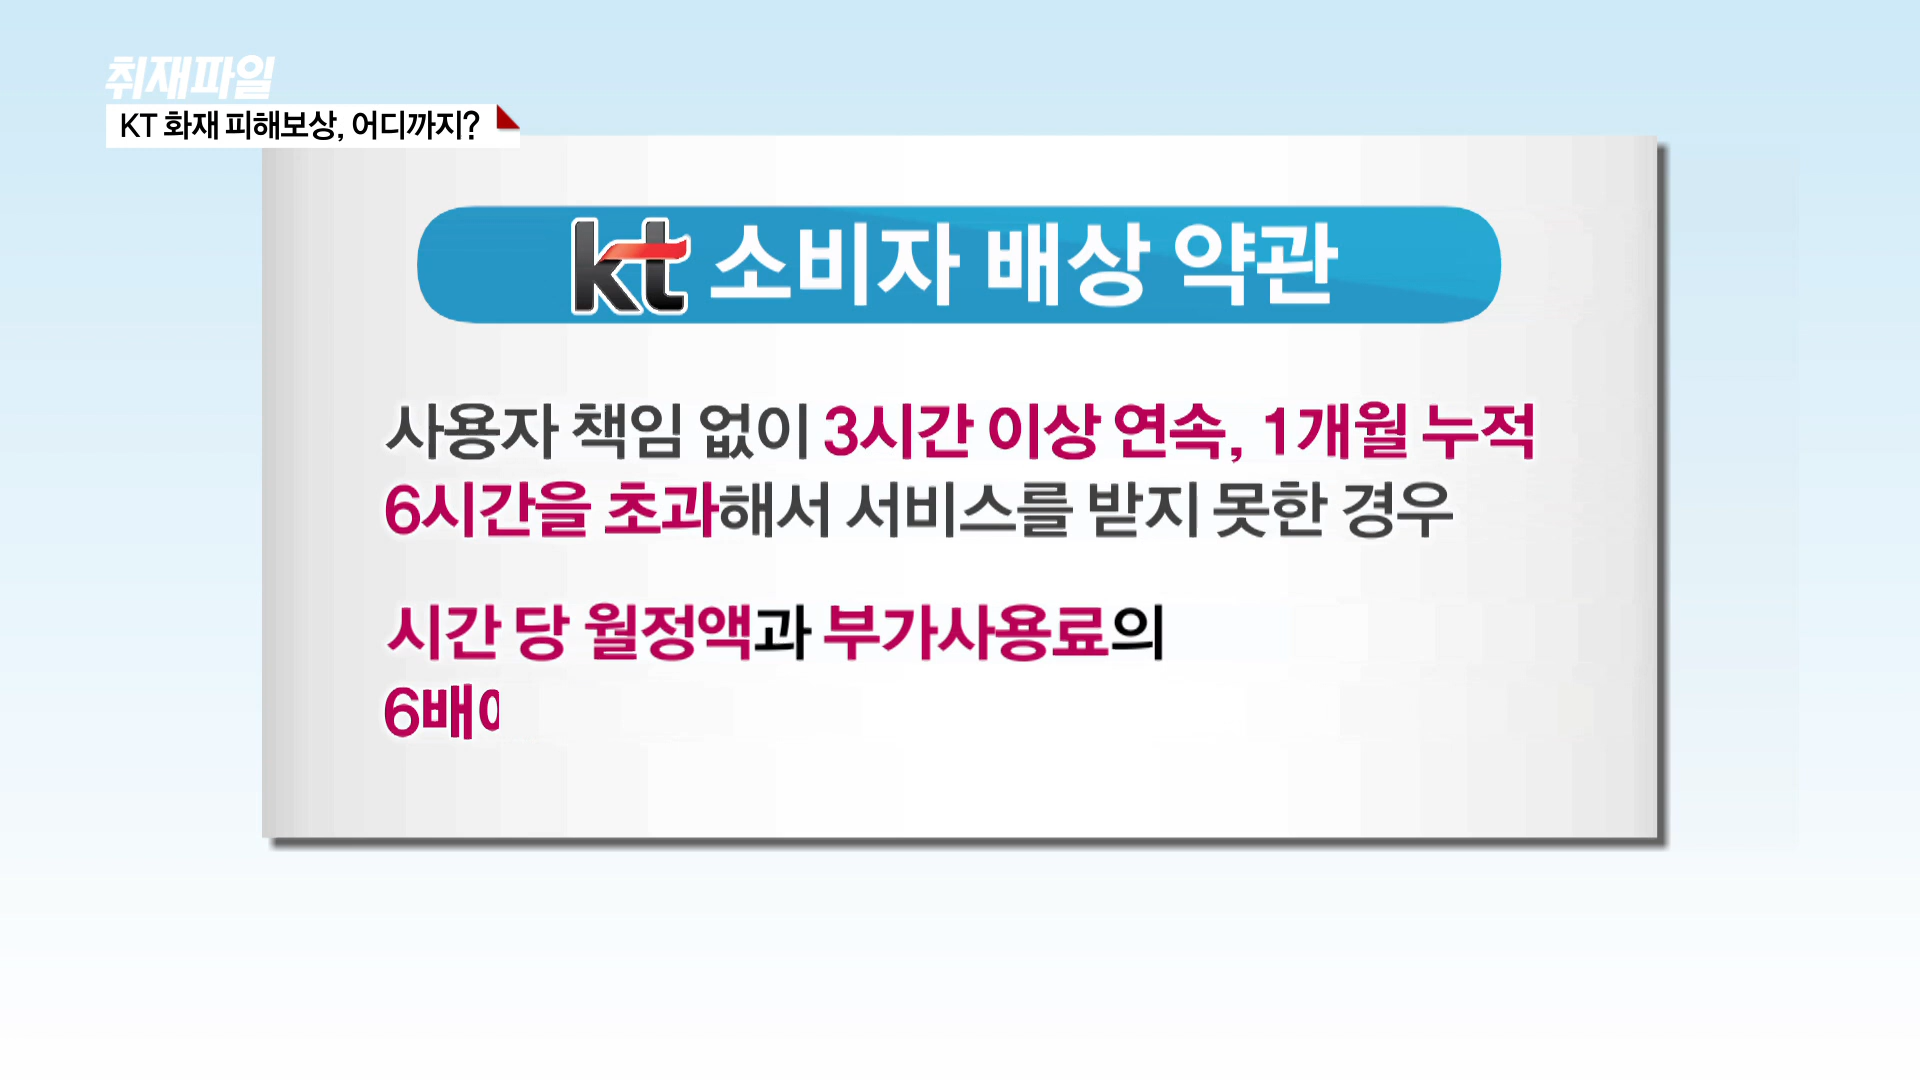 취재파일
KT 화재 피해보상, 어디까지?
kt 소비자 배상 약관
사용자 책임 없이 3시간 이상 연속, 1개월 누적
6시간을 초과해서 서비스를 받지 못한 경우
시간 당 월정액과 부가사용료의
6배